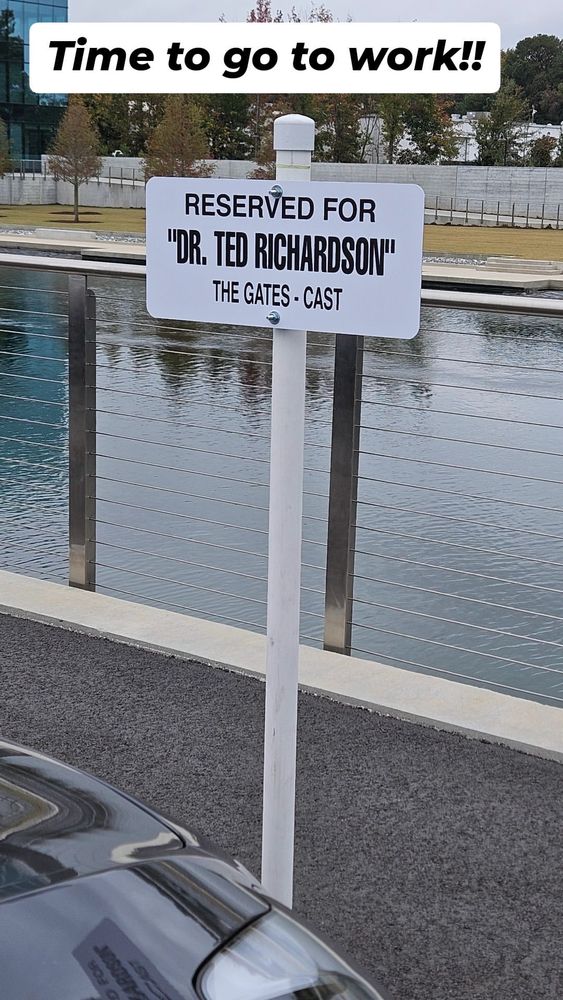 Time to go to work!!
RESERVED FOR
"DR. TED RICHARDSON"
THE GATES - CAST